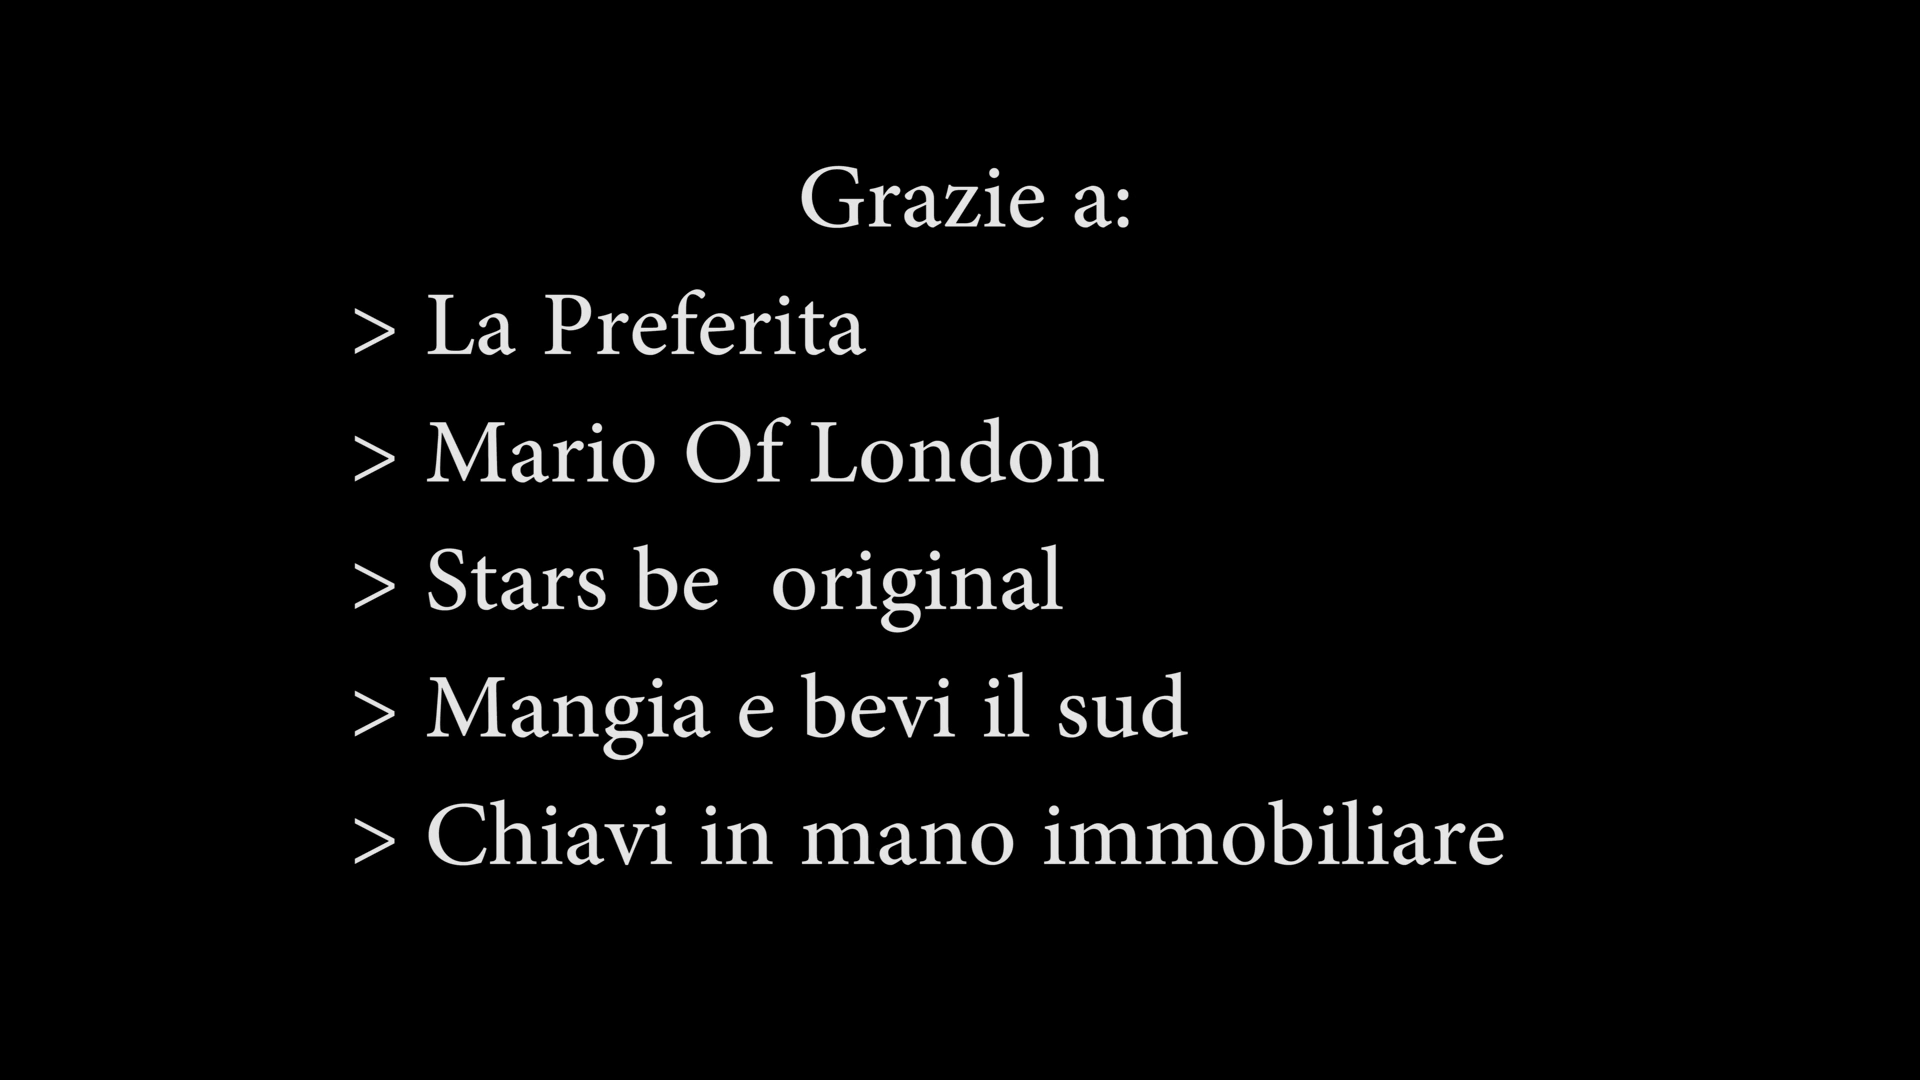 Grazie a:
> La Preferita
> Mario Of London
> Stars be  original
> Mangia e bevi il sud
> Chiavi in mano immobiliare